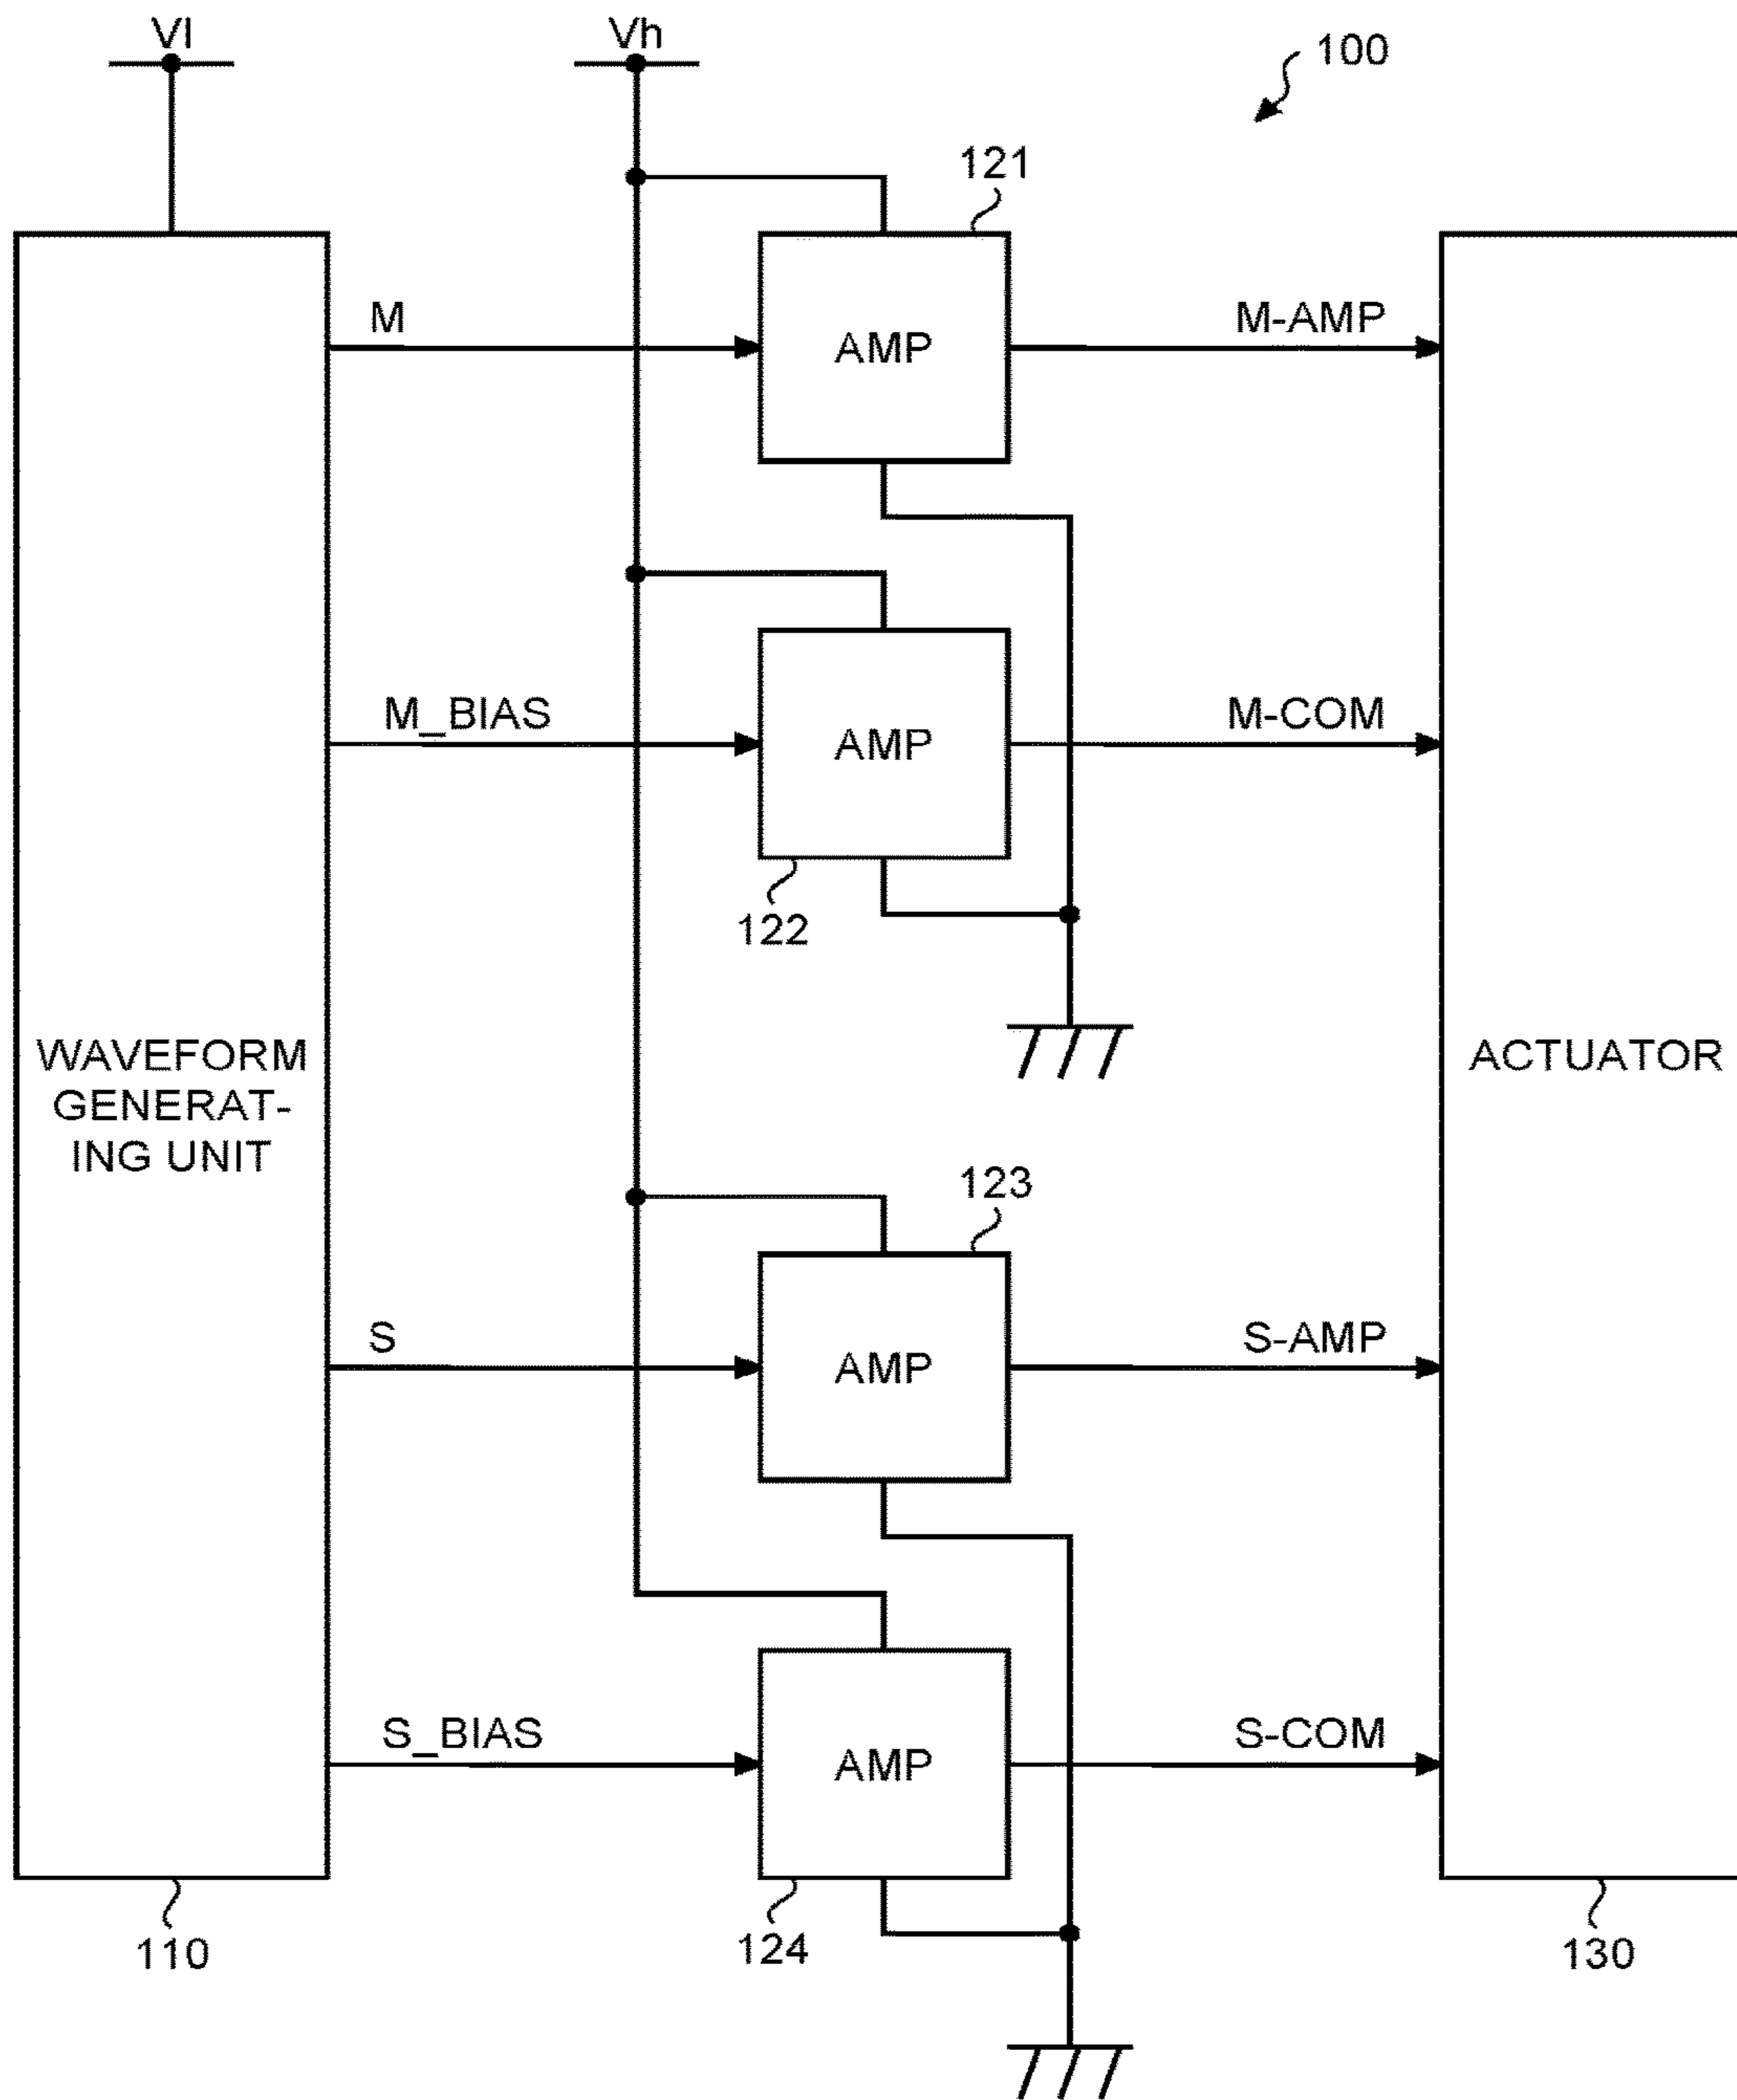 Vl
Vh
100
121
M
AMP
M-AMP
M_BIAS
AMP
M-COM
122
WAVEFORM
GENERAT-
ING UNIT
ACTUATOR
123
S
AMP
S-AMP
S_BIAS
AMP
S-COM
110
124
130